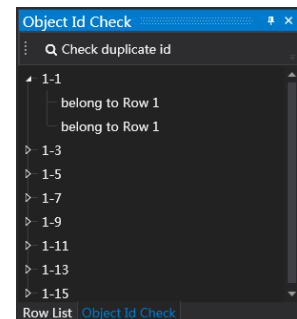 Object Id Check
Check duplicate id
1-1
belong to Row 1
belong to Row 1
1-3
1-5
1-7
1-9
1-11
1-13
1-15
Row List Object Id Check